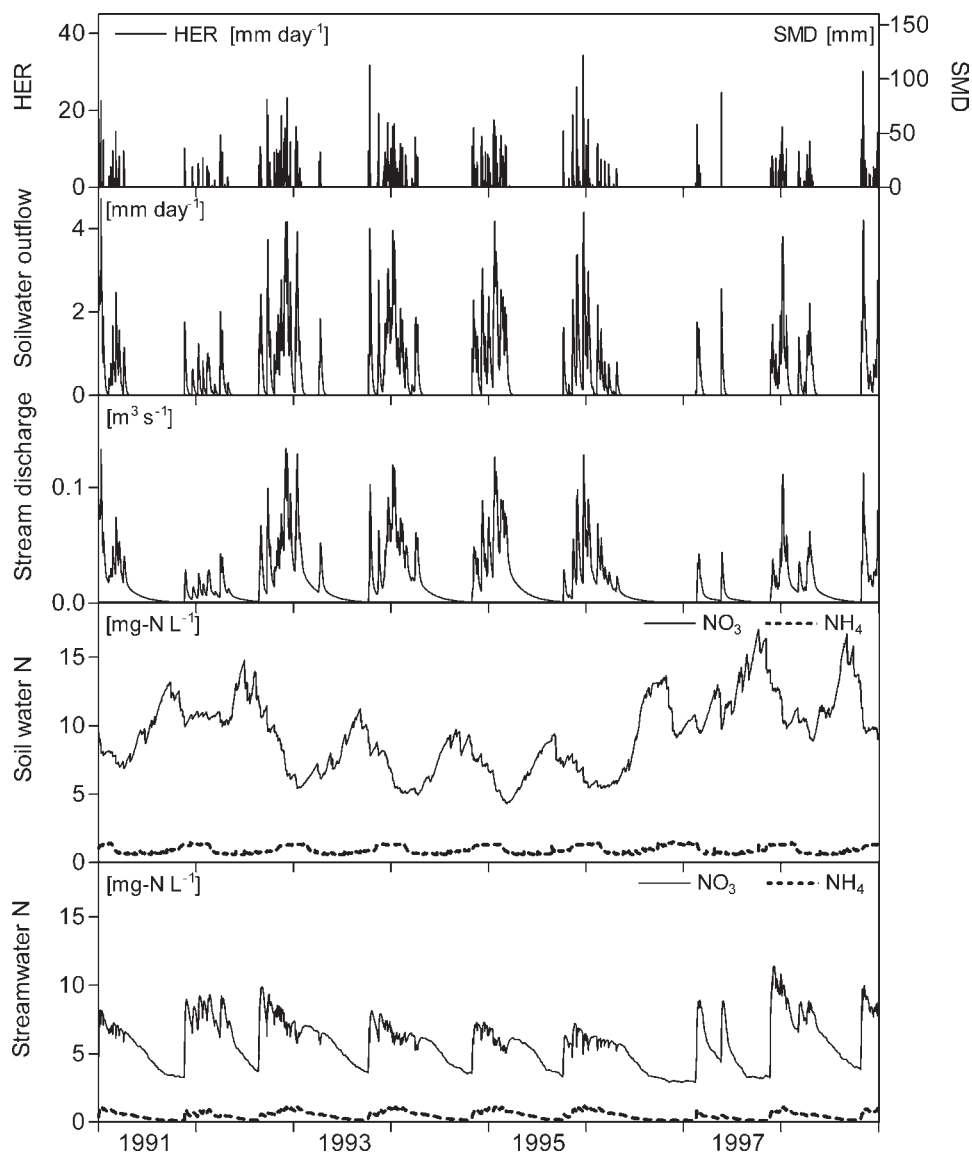 HER [mm day⁻¹] SMD [mm]
HER
40
20
0
150
100
50
0
SMD
Soilwater outflow
[mm day⁻¹]
4
2
0
Stream discharge
[m³ s⁻¹]
0.1
0.0
Soil water N
[mg-N L⁻¹] NO₃ NH₄
15
10
5
0
Streamwater N
[mg-N L⁻¹] NO₃ NH₄
15
10
5
0
1991 1993 1995 1997